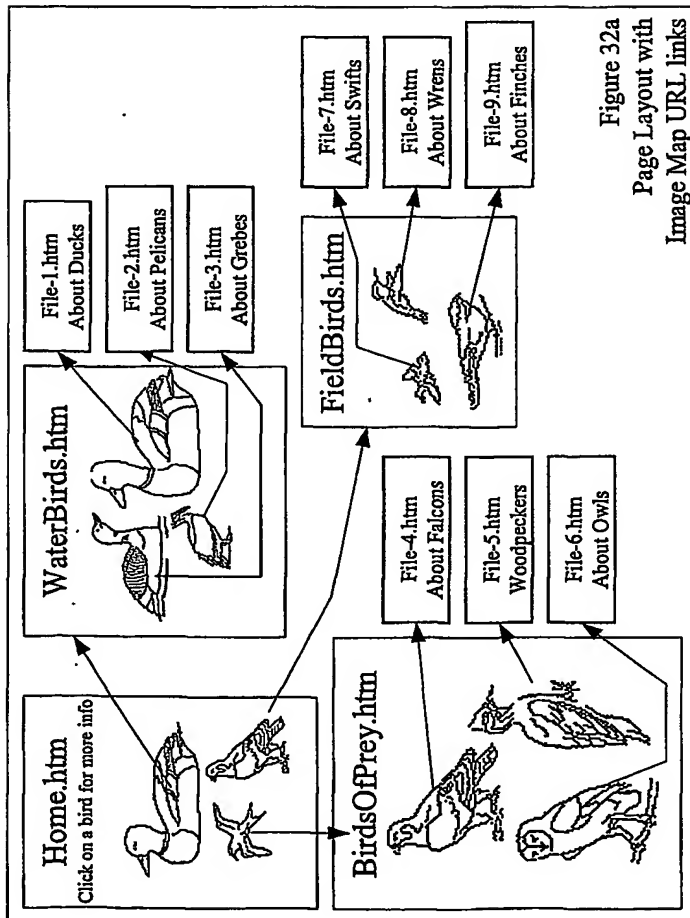 Home.htm
Click on a bird for more info
WaterBirds.htm
File-1.htm
About Ducks
File-2.htm
About Pelicans
File-3.htm
About Grebes
BirdsOfPrey.htm
File-4.htm
About Falcons
File-5.htm
Woodpeckers
File-6.htm
About Owls
FieldBirds.htm
File-7.htm
About Swifts
File-8.htm
About Wrens
File-9.htm
About Finches
Figure 32a
Page Layout with
Image Map URL links